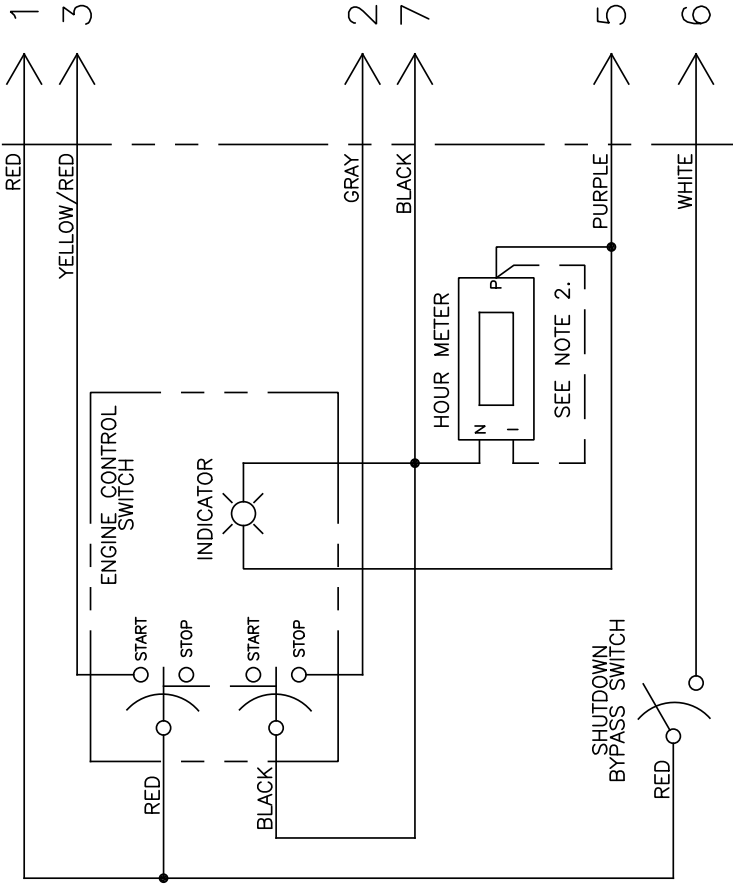 1
3
2
7
5
6
RED
YELLOW/RED
GRAY
BLACK
PURPLE
WHITE
P
HOUR METER
SEE NOTE 2.
N
I
ENGINE CONTROL
SWITCH
INDICATOR
START
STOP
START
STOP
SHUTDOWN
BYPASS SWITCH
RED
BLACK
RED